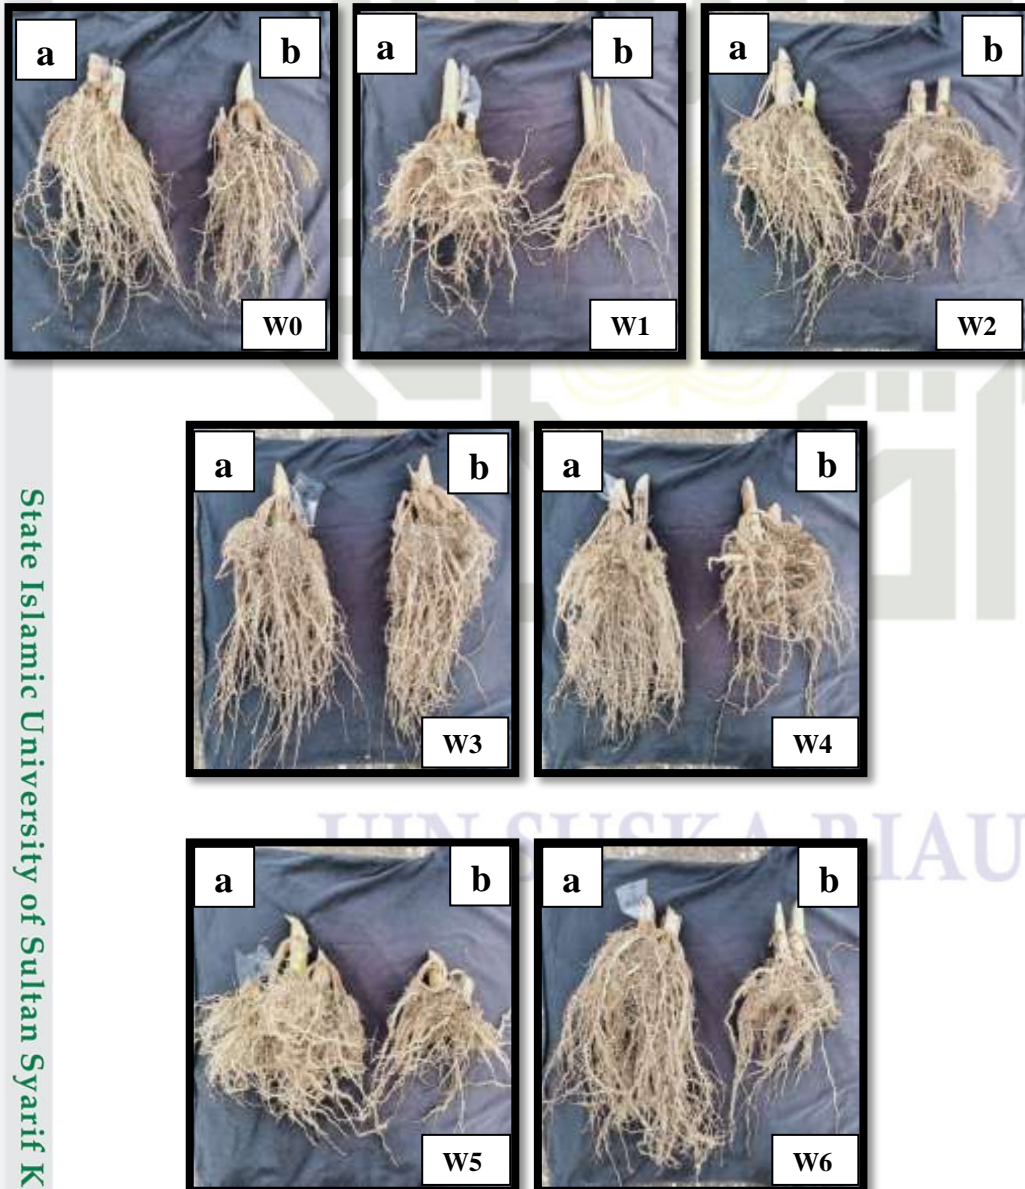 a
b
W0
a
b
W1
a
b
W2
a
b
W3
a
b
W4
a
b
W5
a
b
W6
State Islamic University of Sultan Syarif K
UIN SUSKA RIAU